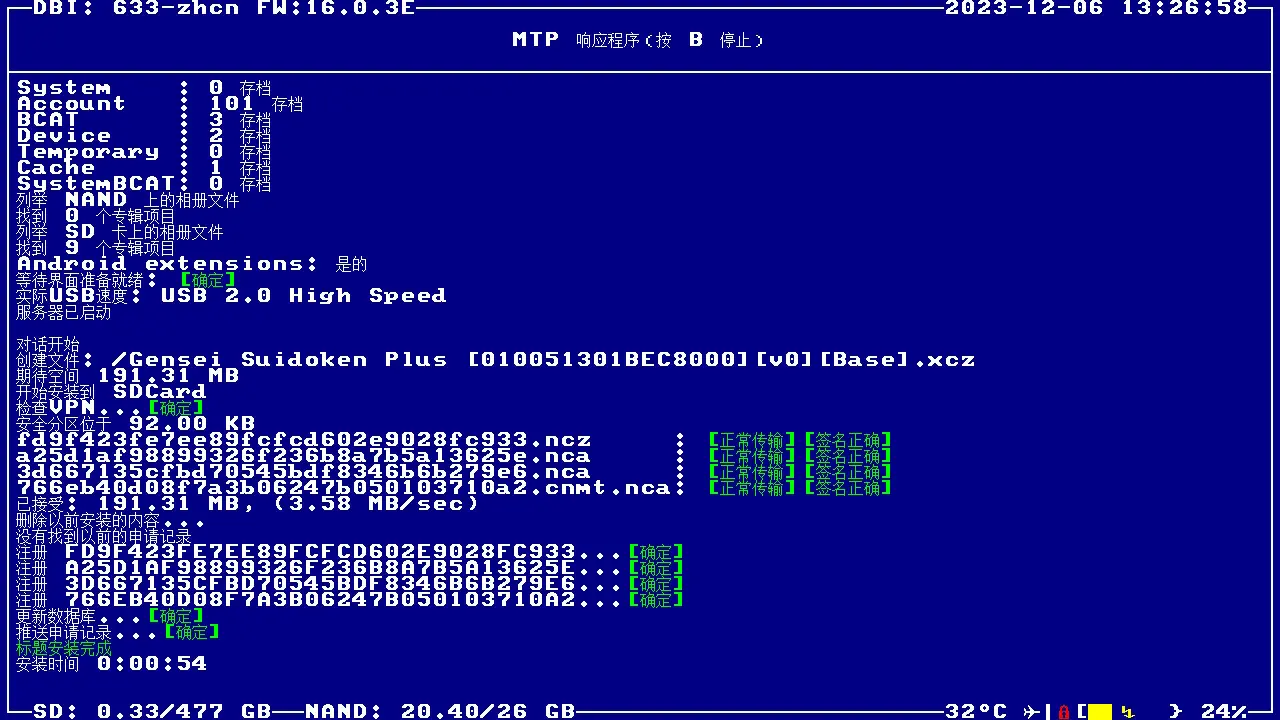 DBI: 633-zhcn FW:16.0.3E 2023-12-06 13:26:58
MTP 响应程序(按 B 停止)
System : 0 存档
Account : 101 存档
BCAT : 3 存档
Device : 2 存档
Temporary : 0 存档
Cache : 1 存档
SystemBCAT: 0 存档
列举 NAND 上的相册文件
找到 0 个专辑项目
列举 SD 卡上的相册文件
找到 9 个专辑项目
Android extensions: 是的
等待界面准备就绪: [确定]
实际USB速度: USB 2.0 High Speed
服务器已启动
对话开始
创建文件: /Gensei Suidoken Plus [010051301BEC8000][v0][Base].xcz
期待空间 191.31 MB
开始安装到 SDCard
检查VPN...[确定]
安全分区位于 92.00 KB
fd9f423fe7ee89fcfcd602e9028fc933.ncz : [正常传输][签名正确]
a25d1af98899326f236b8a7b5a13625e.nca : [正常传输][签名正确]
3d667135cfbd70545bdf8346b6b279e6.nca : [正常传输][签名正确]
766eb40d08f7a3b06247b050103710a2.cnmt.nca: [正常传输][签名正确]
已接受: 191.31 MB, (3.58 MB/sec)
删除以前安装的内容...
没有找到以前的申请记录
注册 FD9F423FE7EE89FCFCD602E9028FC933...[确定]
注册 A25D1AF98899326F236B8A7B5A13625E...[确定]
注册 3D667135CFBD70545BDF8346B6B279E6...[确定]
注册 766EB40D08F7A3B06247B050103710A2...[确定]
更新数据库...[确定]
推送申请记录...[确定]
标题安装完成
安装时间 0:00:54
SD: 0.33/477 GB NAND: 20.40/26 GB 32°C 24%